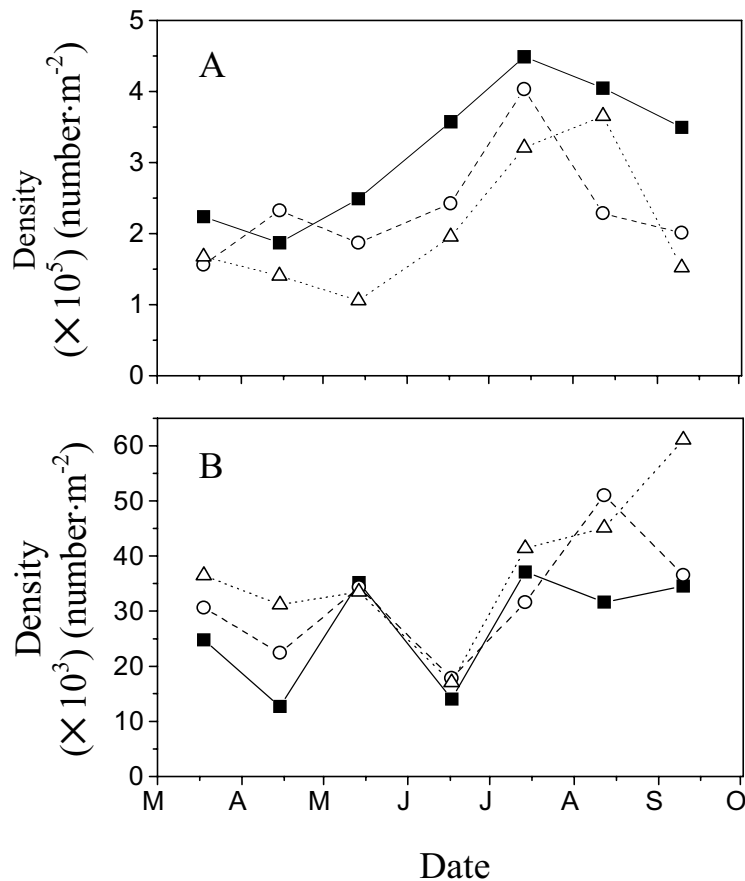 A
Density
(×10⁵) (number·m⁻²)
5
4
3
2
1
0
B
Density
(×10³) (number·m⁻²)
60
50
40
30
20
10
0
M A M J J A S O
Date